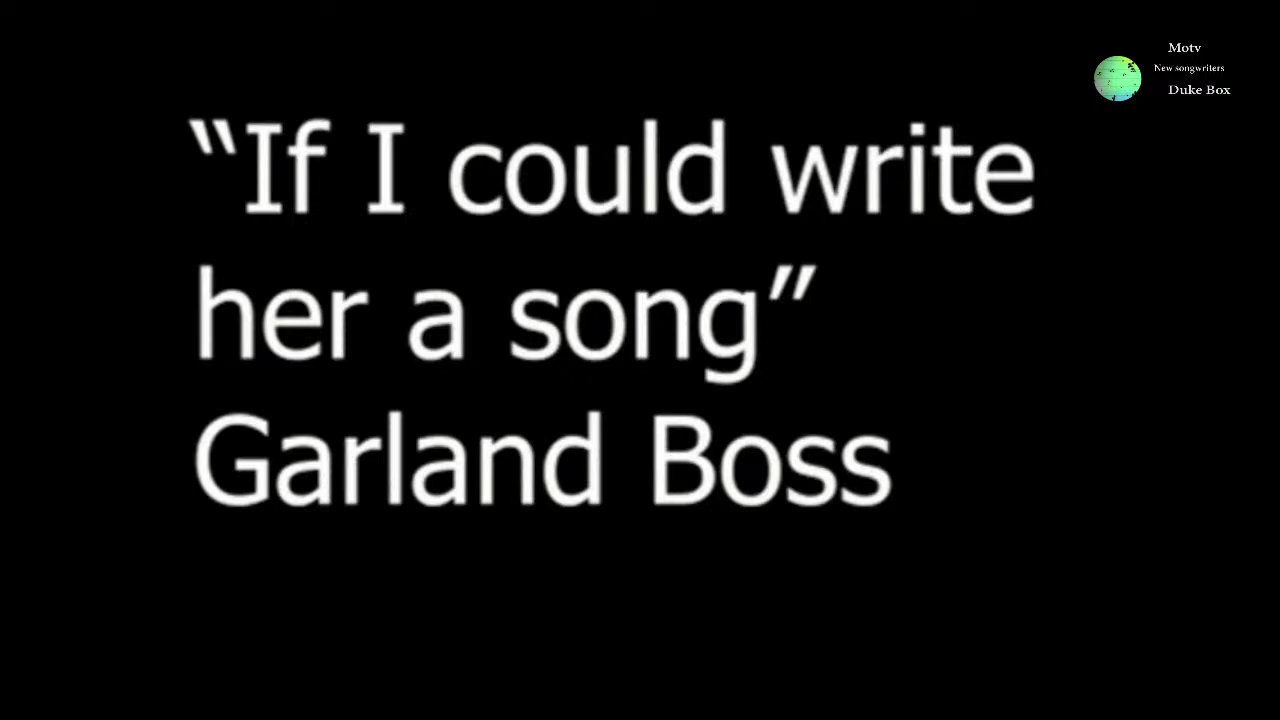 Motv
New songwriters
Duke Box
“If I could write
her a song”
Garland Boss